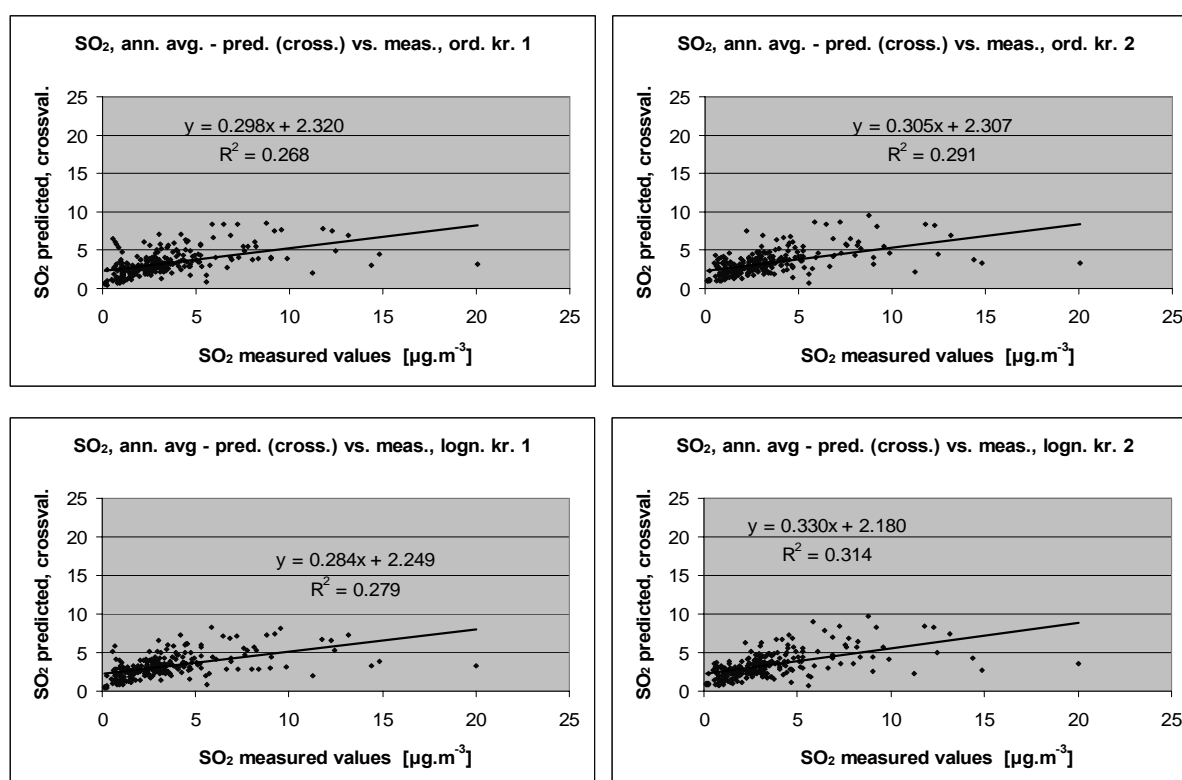 SO₂, ann. avg. - pred. (cross.) vs. meas., ord. kr. 1
SO₂ predicted, crossval.
25
20
15
10
5
0
y = 0.298x + 2.320
R² = 0.268
0 5 10 15 20 25
SO₂ measured values [µg.m⁻³]
SO₂, ann. avg. - pred. (cross.) vs. meas., ord. kr. 2
SO₂ predicted, crossval.
25
20
15
10
5
0
y = 0.305x + 2.307
R² = 0.291
0 5 10 15 20 25
SO₂ measured values [µg.m⁻³]
SO₂, ann. avg - pred. (cross.) vs. meas., logn. kr. 1
SO₂ predicted, crossval.
25
20
15
10
5
0
y = 0.284x + 2.249
R² = 0.279
0 5 10 15 20 25
SO₂ measured values [µg.m⁻³]
SO₂, ann. avg - pred. (cross.) vs. meas., logn. kr. 2
SO₂ predicted, crossval.
25
20
15
10
5
0
y = 0.330x + 2.180
R² = 0.314
0 5 10 15 20 25
SO₂ measured values [µg.m⁻³]